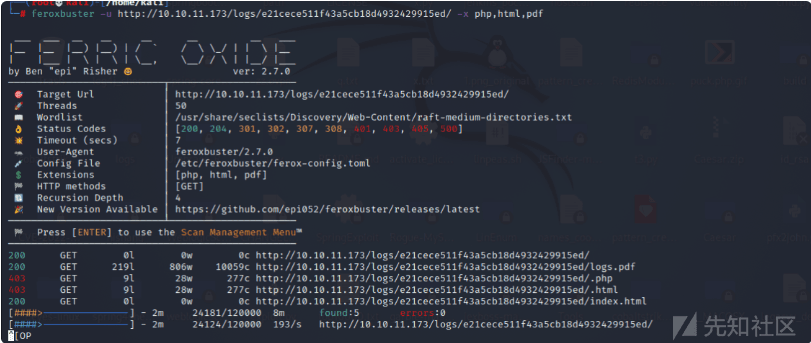 (root💀kali)-[/home/kali]
# feroxbuster -u http://10.10.11.173/logs/e21cece511f43a5cb18d4932429915ed/ -x php,html,pdf
FERRIC OXIDE
by Ben "epi" Risher 🤓 ver: 2.7.0
🎯 Target Url │ http://10.10.11.173/logs/e21cece511f43a5cb18d4932429915ed/
🚀 Threads │ 50
📖 Wordlist │ /usr/share/seclists/Discovery/Web-Content/raft-medium-directories.txt
👌 Status Codes │ [200, 204, 301, 302, 307, 308, 401, 403, 405, 500]
💥 Timeout (secs) │ 7
🦡 User-Agent │ feroxbuster/2.7.0
💉 Config File │ /etc/feroxbuster/ferox-config.toml
💲 Extensions │ [php, html, pdf]
🏁 HTTP methods │ [GET]
🔃 Recursion Depth │ 4
🎉 New Version Available │ https://github.com/epi052/feroxbuster/releases/latest
🏁 Press [ENTER] to use the Scan Management Menu™
200 GET 0l 0w 0c http://10.10.11.173/logs/e21cece511f43a5cb18d4932429915ed/
200 GET 219l 806w 10059c http://10.10.11.173/logs/e21cece511f43a5cb18d4932429915ed/logs.pdf
403 GET 9l 28w 277c http://10.10.11.173/logs/e21cece511f43a5cb18d4932429915ed/.php
403 GET 9l 28w 277c http://10.10.11.173/logs/e21cece511f43a5cb18d4932429915ed/.html
200 GET 0l 0w 0c http://10.10.11.173/logs/e21cece511f43a5cb18d4932429915ed/index.html
[####>---------------] - 2m 24181/120000 8m found:5 errors:0
[####>---------------] - 2m 24124/120000 193/s http://10.10.11.173/logs/e21cece511f43a5cb18d4932429915ed/
^[OP
先知社区